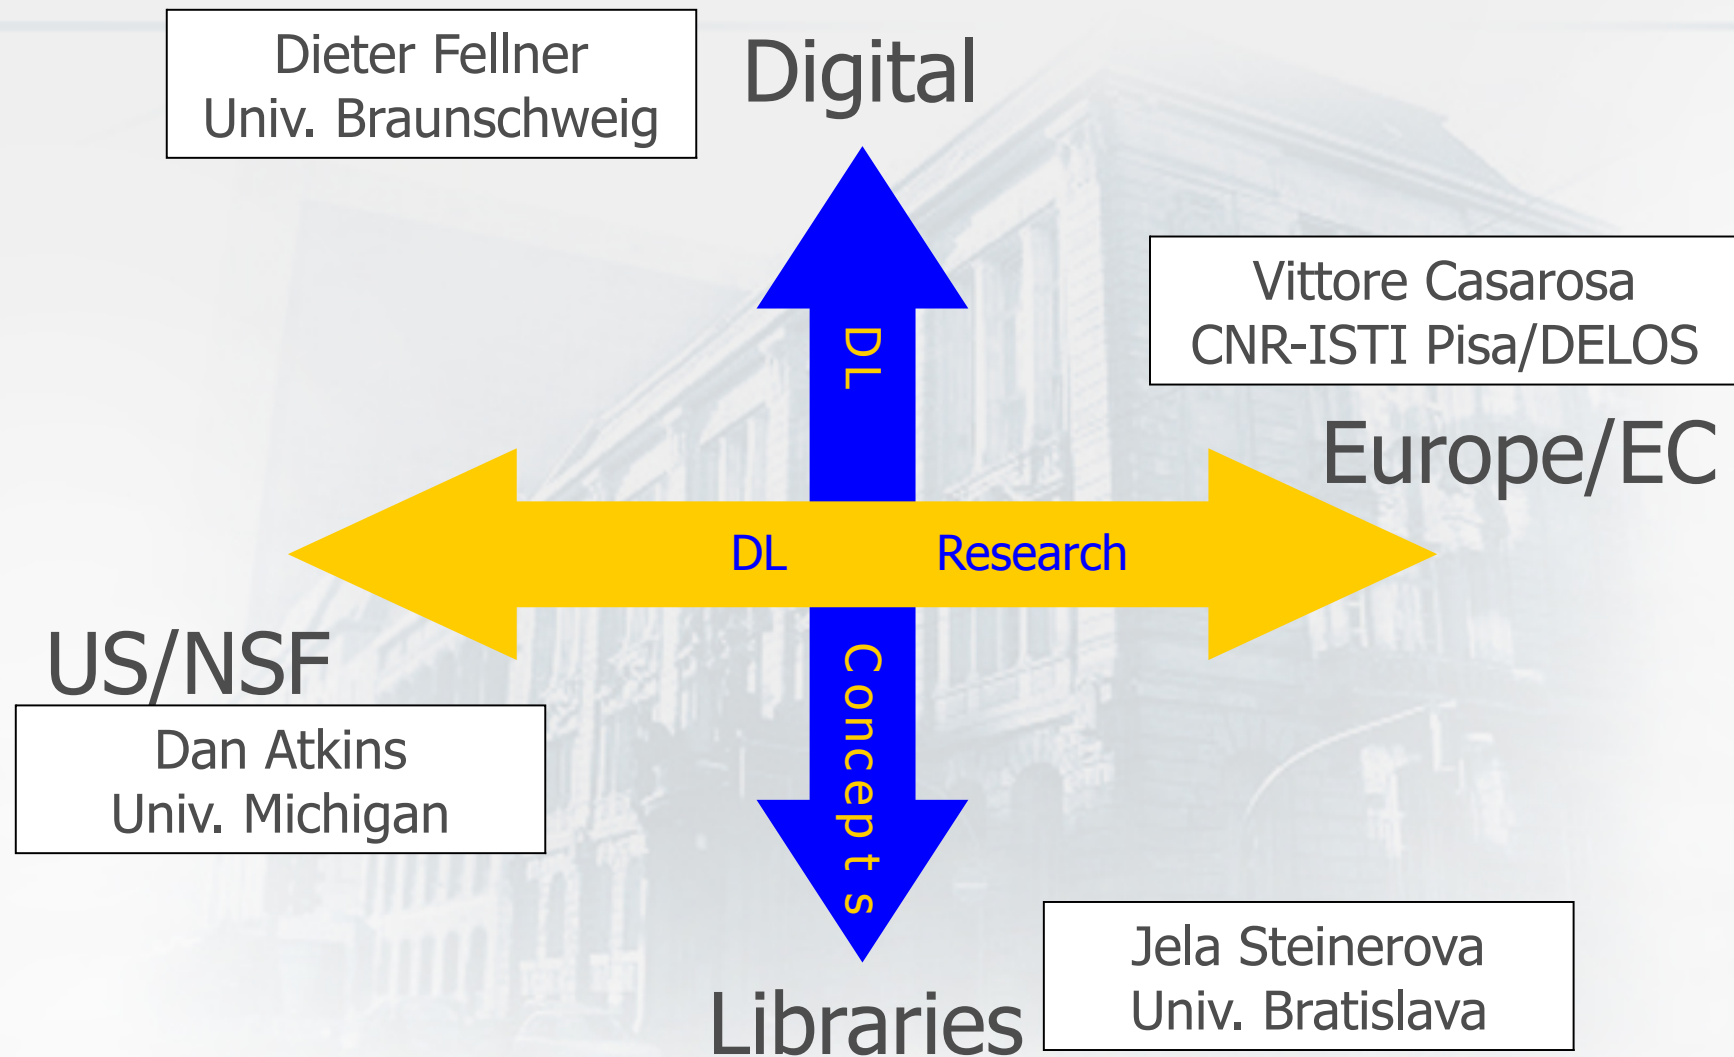 Dieter Fellner
Univ. Braunschweig
Digital
Vittore Casarosa
CNR-ISTI Pisa/DELOS
Europe/EC
DL
DL Research
Concepts
US/NSF
Dan Atkins
Univ. Michigan
Jela Steinerova
Univ. Bratislava
Libraries